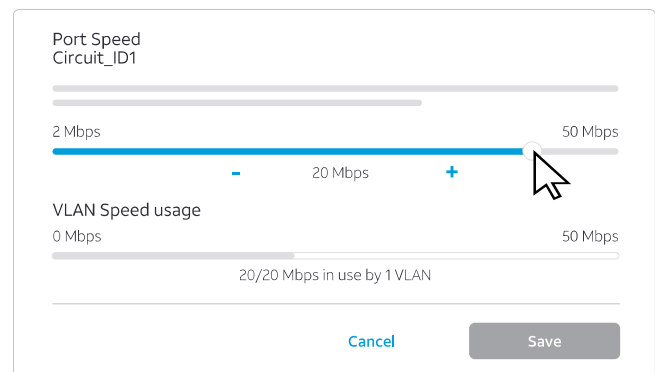 Port Speed
Circuit_ID1
2 Mbps 50 Mbps
- 20 Mbps +
VLAN Speed usage
0 Mbps 50 Mbps
20/20 Mbps in use by 1 VLAN
Cancel Save